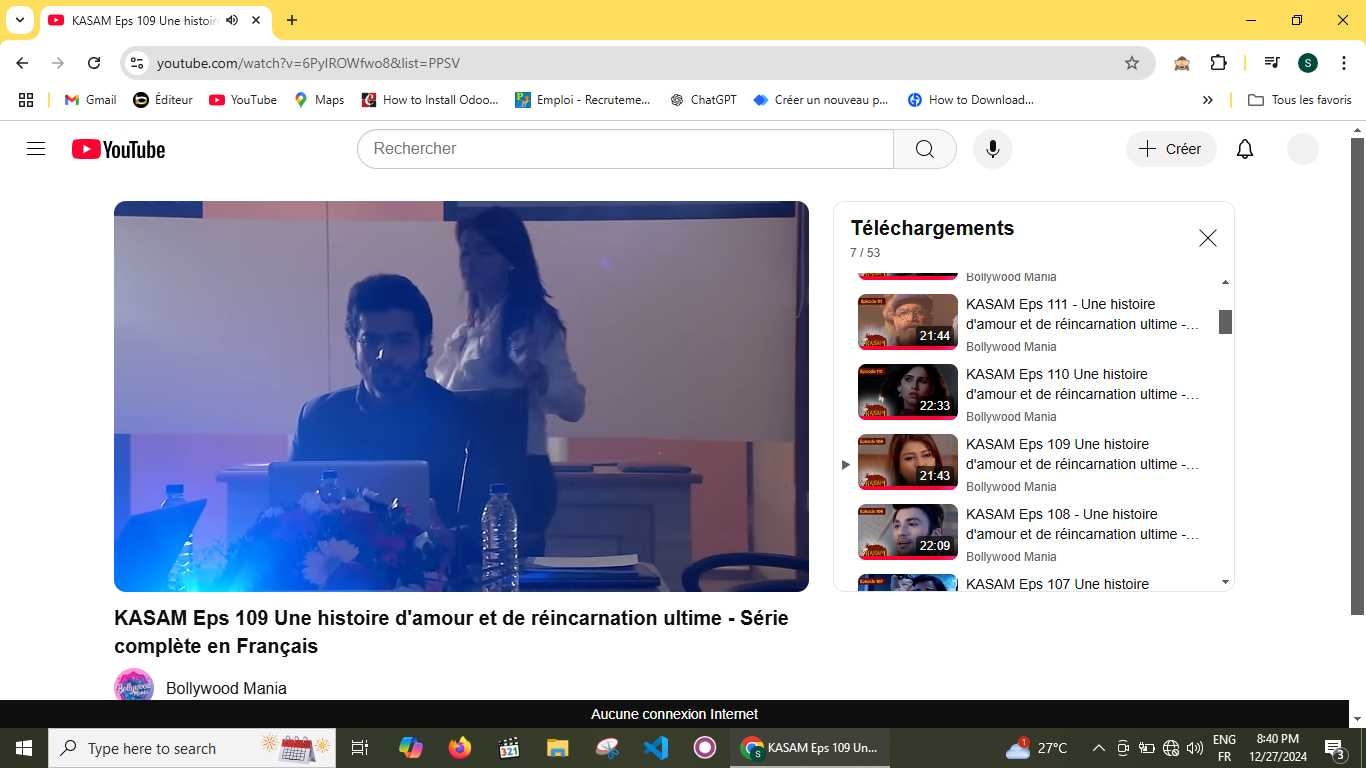 KASAM Eps 109 Une histoir
youtube.com/watch?v=6PylROWfwo8&list=PPSV
S
Gmail
Éditeur
YouTube
Maps
How to Install Odoo...
Emploi - Recruteme...
ChatGPT
Créer un nouveau p...
How to Download...
Tous les favoris
YouTube
Rechercher
Créer
Téléchargements
7 / 53
Bollywood Mania
KASAM Eps 111 - Une histoire
d'amour et de réincarnation ultime -...
21:44
Bollywood Mania
KASAM Eps 110 Une histoire
d'amour et de réincarnation ultime -...
22:33
Bollywood Mania
KASAM Eps 109 Une histoire
d'amour et de réincarnation ultime -...
21:43
Bollywood Mania
KASAM Eps 108 - Une histoire
d'amour et de réincarnation ultime -...
22:09
Bollywood Mania
KASAM Eps 107 Une histoire
KASAM Eps 109 Une histoire d'amour et de réincarnation ultime - Série
complète en Français
Bollywood Mania
Aucune connexion Internet
Type here to search
321
KASAM Eps 109 Un...
1
27°C
ENG
FR
8:40 PM
12/27/2024
3